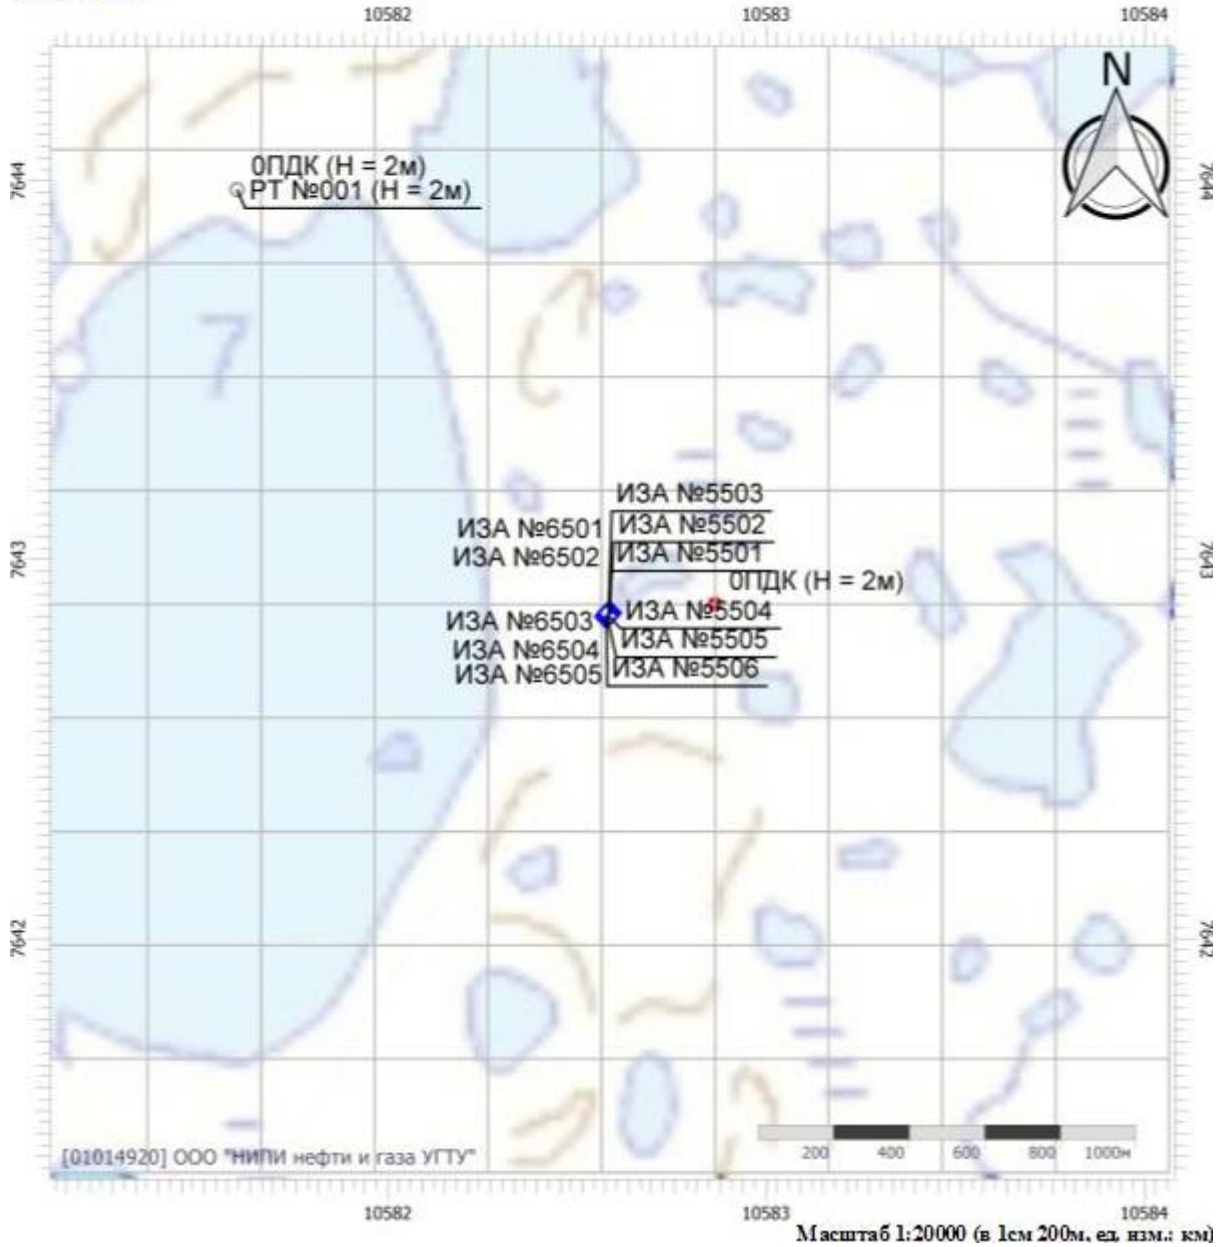 10582 10583 10584
N
7644 7644
0ПДК (H = 2м)
РТ №001 (H = 2м)
7
ИЗА №5503
ИЗА №6501 ИЗА №5502
ИЗА №6502 ИЗА №5501
7643 7643
0ПДК (H = 2м)
ИЗА №6503 ИЗА №5504
ИЗА №6504 ИЗА №5505
ИЗА №6505 ИЗА №5506
7642 7642
200 400 600 800 1000м
[01014920] ООО "НИПИ нефти и газа УГТУ"
10582 10583 10584
Масштаб 1:20000 (в 1см 200м, ед. изм.: км)